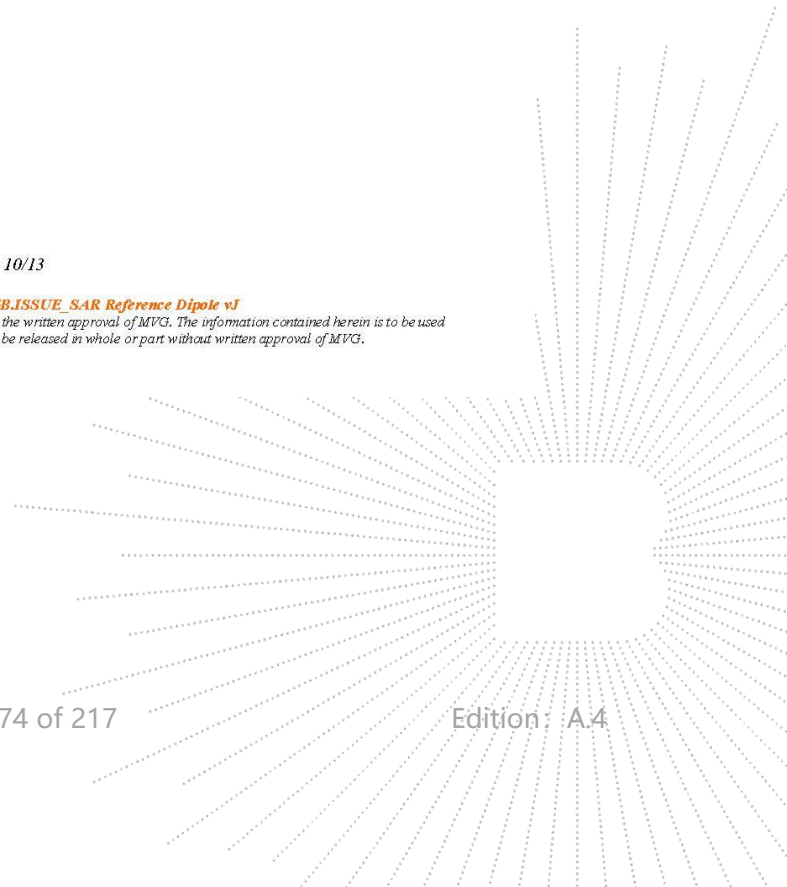 10/13
B.ISSUE_SAR Reference Dipole vJ
the written approval of MVG. The information contained herein is to be used
be released in whole or part without written approval of MVG.
74 of 217 Edition: A.4